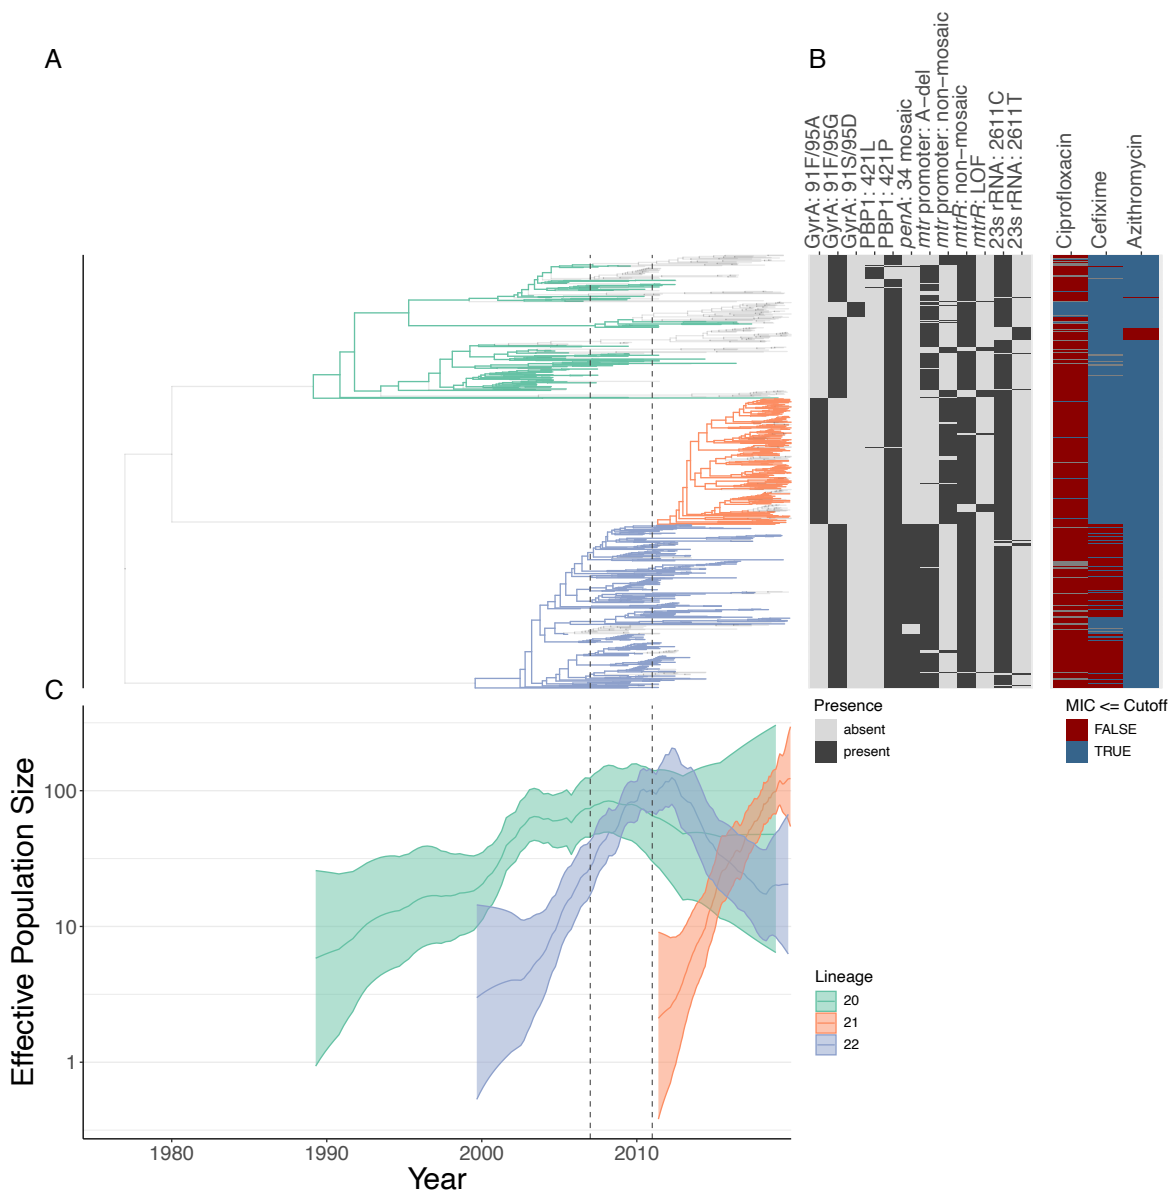 A
B
GyrA: 91F/95A
GyrA: 91F/95G
GyrA: 91S/95D
PBP1: 421L
PBP1: 421P
penA: 34 mosaic
mtr promoter: A−del
mtr promoter: non−mosaic
mtrR: non−mosaic
mtrR: LOF
23s rRNA: 2611C
23s rRNA: 2611T
Ciprofloxacin
Cefixime
Azithromycin
Presence
absent
present
MIC <= Cutoff
FALSE
TRUE
C
Effective Population Size
100
10
1
1980
1990
2000
2010
Year
Lineage
20
21
22